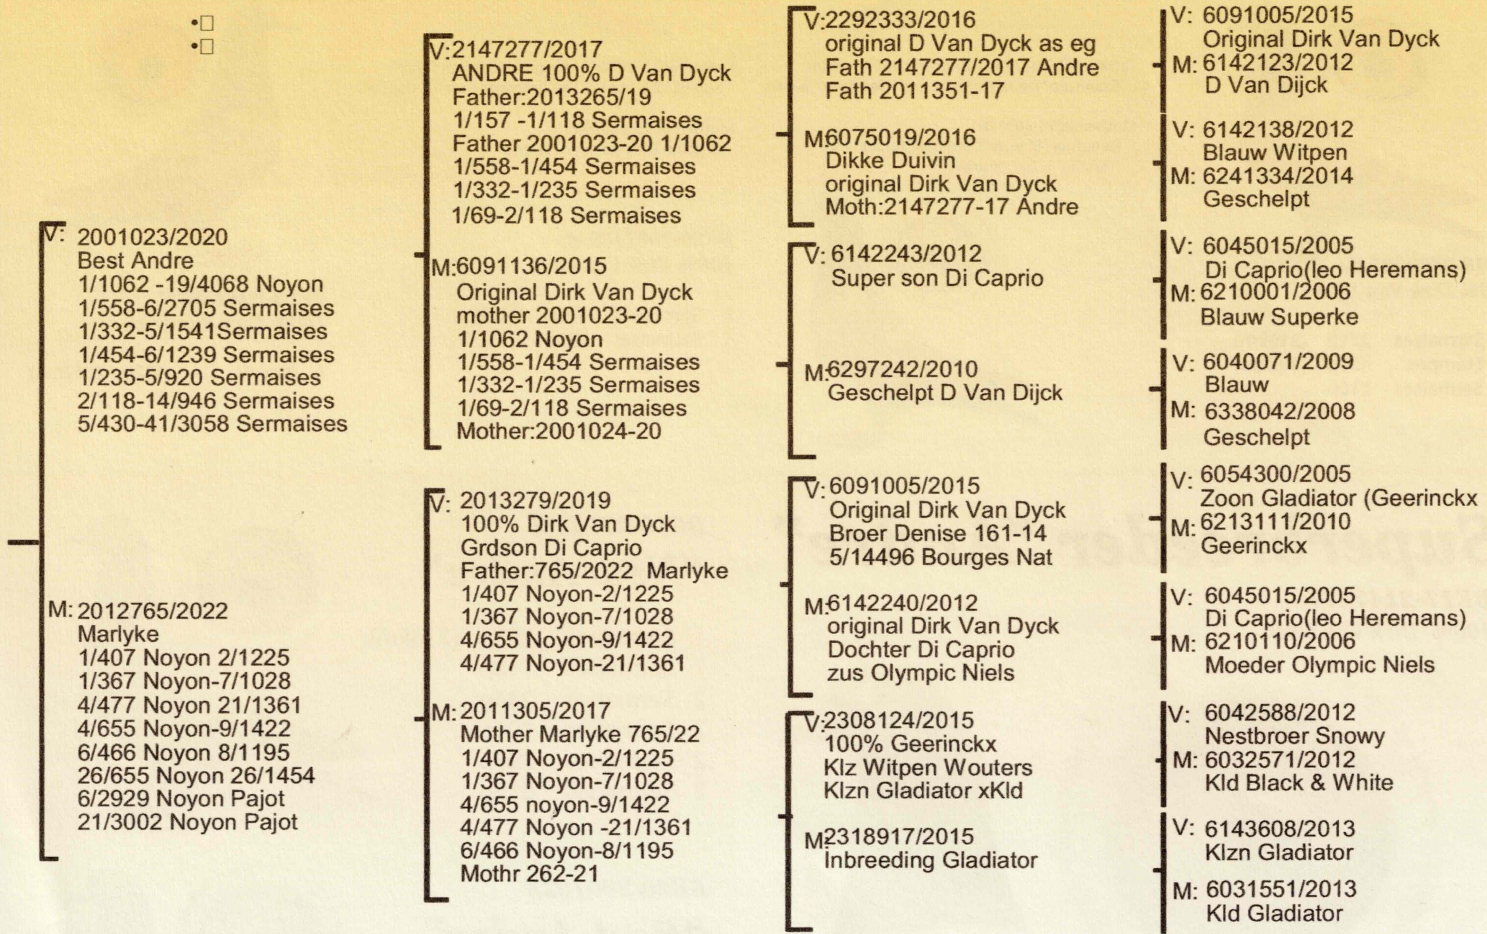 V: 2001023/2020
Best Andre
1/1062 -19/4068 Noyon
1/558-6/2705 Sermaises
1/332-5/1541Sermaises
1/454-6/1239 Sermaises
1/235-5/920 Sermaises
2/118-14/946 Sermaises
5/430-41/3058 Sermaises
M: 2012765/2022
Marlyke
1/407 Noyon 2/1225
1/367 Noyon-7/1028
4/477 Noyon 21/1361
4/655 Noyon-9/1422
6/466 Noyon 8/1195
26/655 Noyon 26/1454
6/2929 Noyon Pajot
21/3002 Noyon Pajot
V:2147277/2017
ANDRE 100% D Van Dyck
Father:2013265/19
1/157 -1/118 Sermaises
Father 2001023-20 1/1062
1/558-1/454 Sermaises
1/332-1/235 Sermaises
1/69-2/118 Sermaises
M:6091136/2015
Original Dirk Van Dyck
mother 2001023-20
1/1062 Noyon
1/558-1/454 Sermaises
1/332-1/235 Sermaises
1/69-2/118 Sermaises
Mother:2001024-20
V: 2013279/2019
100% Dirk Van Dyck
Grdson Di Caprio
Father:765/2022 Marlyke
1/407 Noyon-2/1225
1/367 Noyon-7/1028
4/655 Noyon-9/1422
4/477 Noyon-21/1361
M:2011305/2017
Mother Marlyke 765/22
1/407 Noyon-2/1225
1/367 Noyon-7/1028
4/655 noyon-9/1422
4/477 Noyon -21/1361
6/466 Noyon-8/1195
Mothr 262-21
V:2292333/2016
original D Van Dyck as eg
Fath 2147277/2017 Andre
Fath 2011351-17
M:6075019/2016
Dikke Duivin
original Dirk Van Dyck
Moth:2147277-17 Andre
V: 6142243/2012
Super son Di Caprio
M:6297242/2010
Geschelpt D Van Dijck
V:6091005/2015
Original Dirk Van Dyck
Broer Denise 161-14
5/14496 Bourges Nat
M:6142240/2012
original Dirk Van Dyck
Dochter Di Caprio
zus Olympic Niels
V:2308124/2015
100% Geerinckx
Klz Witpen Wouters
Klzn Gladiator xKld
M:2318917/2015
Inbreeding Gladiator
V: 6091005/2015
Original Dirk Van Dyck
M: 6142123/2012
D Van Dijck
V: 6142138/2012
Blauw Witpen
M: 6241334/2014
Geschelpt
V: 6045015/2005
Di Caprio(leo Heremans)
M: 6210001/2006
Blauw Superke
V: 6040071/2009
Blauw
M: 6338042/2008
Geschelpt
V: 6054300/2005
Zoon Gladiator (Geerinckx
M: 6213111/2010
Geerinckx
V: 6045015/2005
Di Caprio(leo Heremans)
M: 6210110/2006
Moeder Olympic Niels
V: 6042588/2012
Nestbroer Snowy
M: 6032571/2012
Kld Black & White
V: 6143608/2013
Klzn Gladiator
M: 6031551/2013
Kld Gladiator